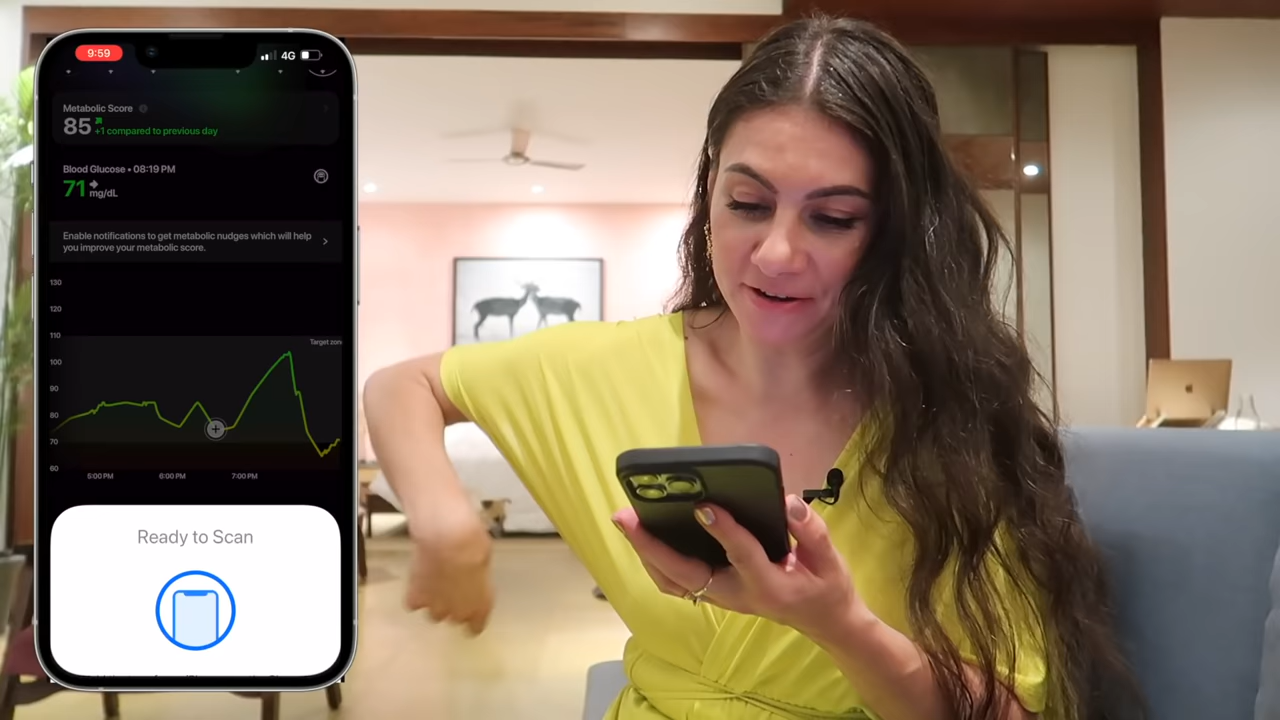 9:59
4G
Metabolic Score
85
+1 compared to previous day
Blood Glucose • 08:19 PM
71
mg/dL
Enable notifications to get metabolic nudges which will help
you improve your metabolic score.
130
120
110
Target zon
100
90
80
70
60
5:00 PM 6:00 PM 7:00 PM
Ready to Scan